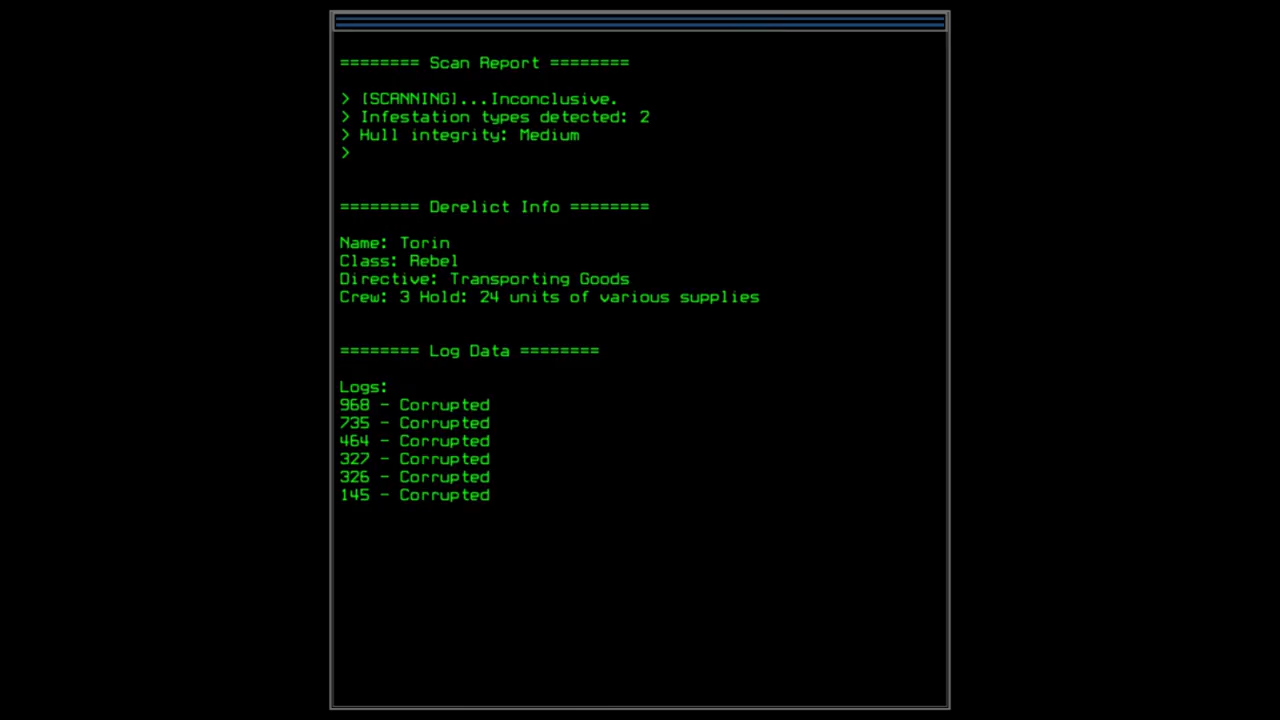 ======== Scan Report ========
> [SCANNING]...Inconclusive.
> Infestation types detected: 2
> Hull integrity: Medium
>
======== Derelict Info ========
Name: Torin
Class: Rebel
Directive: Transporting Goods
Crew: 3 Hold: 24 units of various supplies
======== Log Data ========
Logs:
968 - Corrupted
735 - Corrupted
464 - Corrupted
327 - Corrupted
326 - Corrupted
145 - Corrupted